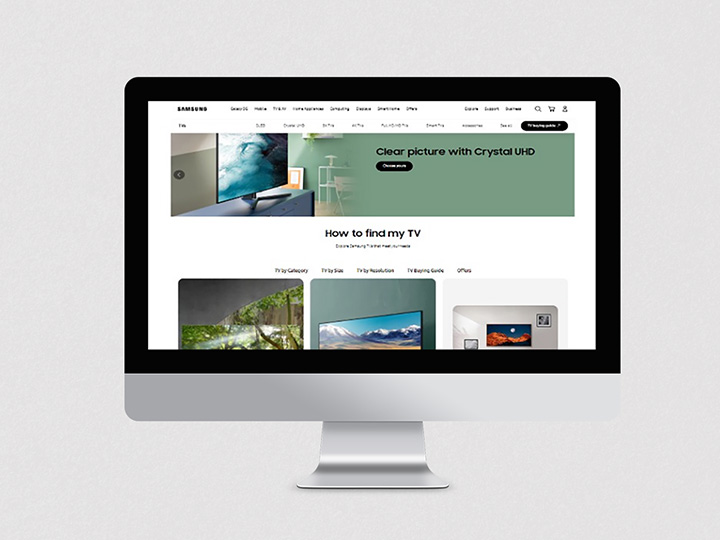 SAMSUNG Galaxy 5G Mobile TV & AV Home Appliances Computing Displays Smart Home Offers Explore Support Business
TVs QLED Crystal UHD 8K TVs 4K TVs Full HD/HD TVs Smart TVs Accessories See All TV buying guide
Clear picture with Crystal UHD
Choose yours
How to find my TV
Explore Samsung TVs that meet your needs
TV by Category TV by Size TV by Resolution TV Buying Guide Offers